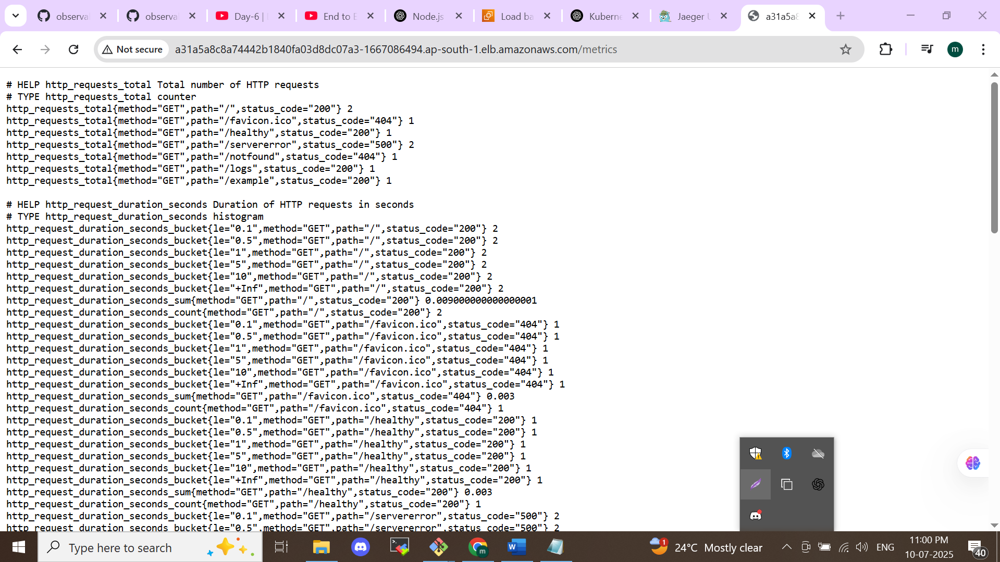 observa
observa
Day-6 |
End to E
Node.js
Load ba
Kuberne
Jaeger U
a31a5a8
Not secure
a31a5a8c8a74442b1840fa03d8dc07a3-1667086494.ap-south-1.elb.amazonaws.com/metrics
m
# HELP http_requests_total Total number of HTTP requests
# TYPE http_requests_total counter
http_requests_total{method="GET",path="/",status_code="200"} 2
http_requests_total{method="GET",path="/favicon.ico",status_code="404"} 1
http_requests_total{method="GET",path="/healthy",status_code="200"} 1
http_requests_total{method="GET",path="/servererror",status_code="500"} 2
http_requests_total{method="GET",path="/notfound",status_code="404"} 1
http_requests_total{method="GET",path="/logs",status_code="200"} 1
http_requests_total{method="GET",path="/example",status_code="200"} 1
# HELP http_request_duration_seconds Duration of HTTP requests in seconds
# TYPE http_request_duration_seconds histogram
http_request_duration_seconds_bucket{le="0.1",method="GET",path="/",status_code="200"} 2
http_request_duration_seconds_bucket{le="0.5",method="GET",path="/",status_code="200"} 2
http_request_duration_seconds_bucket{le="1",method="GET",path="/",status_code="200"} 2
http_request_duration_seconds_bucket{le="5",method="GET",path="/",status_code="200"} 2
http_request_duration_seconds_bucket{le="10",method="GET",path="/",status_code="200"} 2
http_request_duration_seconds_bucket{le="+Inf",method="GET",path="/",status_code="200"} 2
http_request_duration_seconds_sum{method="GET",path="/",status_code="200"} 0.009000000000000001
http_request_duration_seconds_count{method="GET",path="/",status_code="200"} 2
http_request_duration_seconds_bucket{le="0.1",method="GET",path="/favicon.ico",status_code="404"} 1
http_request_duration_seconds_bucket{le="0.5",method="GET",path="/favicon.ico",status_code="404"} 1
http_request_duration_seconds_bucket{le="1",method="GET",path="/favicon.ico",status_code="404"} 1
http_request_duration_seconds_bucket{le="5",method="GET",path="/favicon.ico",status_code="404"} 1
http_request_duration_seconds_bucket{le="10",method="GET",path="/favicon.ico",status_code="404"} 1
http_request_duration_seconds_bucket{le="+Inf",method="GET",path="/favicon.ico",status_code="404"} 1
http_request_duration_seconds_sum{method="GET",path="/favicon.ico",status_code="404"} 0.003
http_request_duration_seconds_count{method="GET",path="/favicon.ico",status_code="404"} 1
http_request_duration_seconds_bucket{le="0.1",method="GET",path="/healthy",status_code="200"} 1
http_request_duration_seconds_bucket{le="0.5",method="GET",path="/healthy",status_code="200"} 1
http_request_duration_seconds_bucket{le="1",method="GET",path="/healthy",status_code="200"} 1
http_request_duration_seconds_bucket{le="5",method="GET",path="/healthy",status_code="200"} 1
http_request_duration_seconds_bucket{le="10",method="GET",path="/healthy",status_code="200"} 1
http_request_duration_seconds_bucket{le="+Inf",method="GET",path="/healthy",status_code="200"} 1
http_request_duration_seconds_sum{method="GET",path="/healthy",status_code="200"} 0.003
http_request_duration_seconds_count{method="GET",path="/healthy",status_code="200"} 1
http_request_duration_seconds_bucket{le="0.1",method="GET",path="/servererror",status_code="500"} 2
http_request_duration_seconds_bucket{le="0.5",method="GET",path="/servererror",status_code="500"} 2
Type here to search
m
W
1
24°C Mostly clear
ENG
11:00 PM
10-07-2025
40